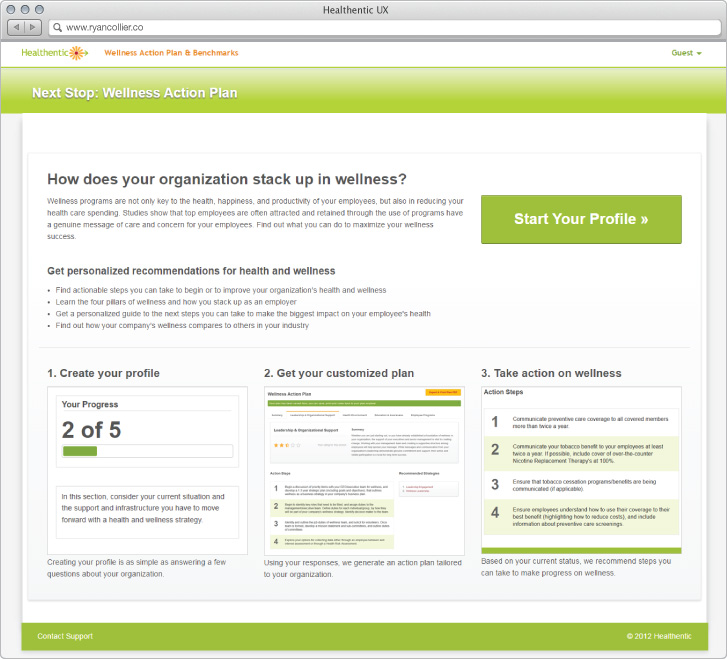 Healthentic UX
www.ryancollier.co
Healthentic
Wellness Action Plan & Benchmarks
Guest
Next Stop: Wellness Action Plan
How does your organization stack up in wellness?
Wellness programs are not only key to the health, happiness, and productivity of your employees, but also in reducing your
health care spending. Studies show that top employees are often attracted and retained through the use of programs have
a genuine message of care and concern for your employees. Find out what you can do to maximize your wellness
success.
Start Your Profile »
Get personalized recommendations for health and wellness
• Find actionable steps you can take to begin or to improve your organization's health and wellness
• Learn the four pillars of wellness and how you stack up as an employer
• Get a personalized guide to the next steps you can take to make the biggest impact on your employee's health
• Find out how your company's wellness compares to others in your industry
1. Create your profile
Your Progress
2 of 5
In this section, consider your current situation and
the support and infrastructure you have to move
forward with a health and wellness strategy.
Creating your profile is as simple as answering a few
questions about your organization.
2. Get your customized plan
Wellness Action Plan
Leadership & Organizational Support
Summary
Action Steps
Recommended Strategies
1
2
3
4
Using your responses, we generate an action plan tailored
to your organization.
3. Take action on wellness
Action Steps
1 Communicate preventive care coverage to all covered members
more than twice a year.
2 Communicate your tobacco benefit to your employees at least
twice a year. If possible, include cover of over-the-counter
Nicotine Replacement Therapy's at 100%.
3 Ensure that tobacco cessation programs/benefits are being
communicated (if applicable).
4 Ensure employees understand how to use their coverage to their
best benefit (highlighting how to reduce costs), and include
information about preventive care screenings.
Based on your current status, we recommend steps you
can take to make progress on wellness.
Contact Support
© 2012 Healthentic